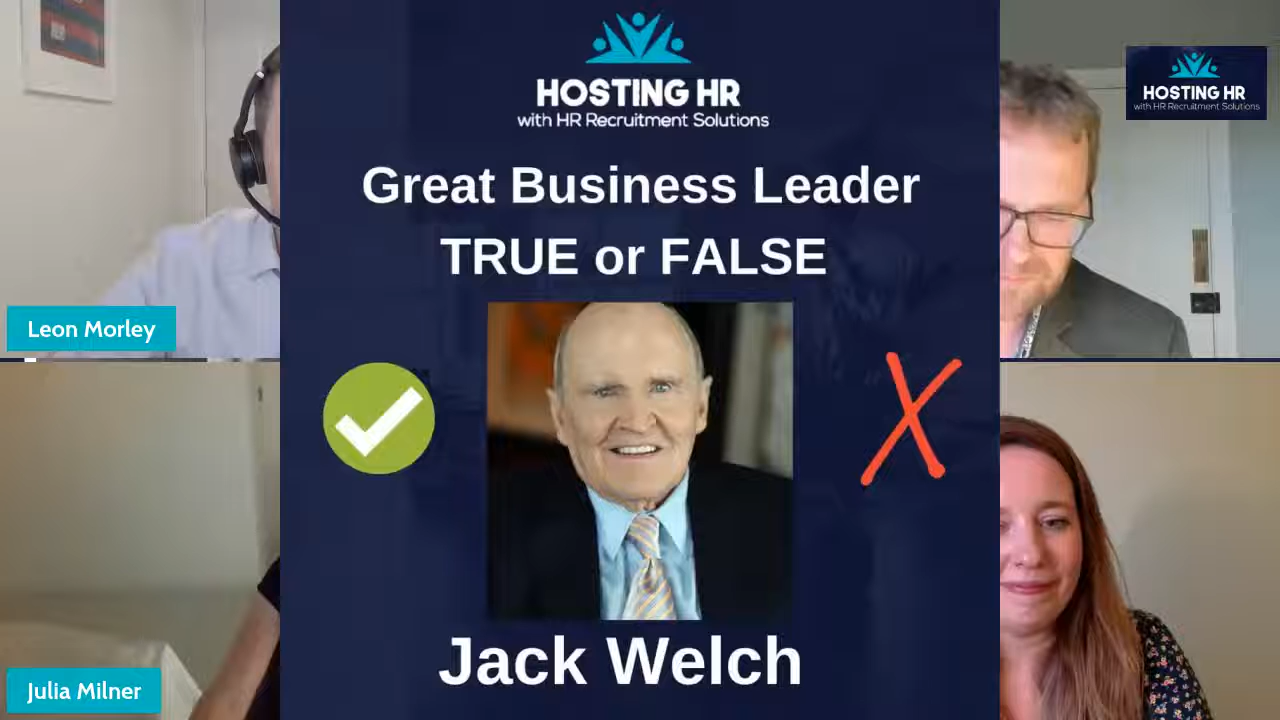 HOSTING HR
with HR Recruitment Solutions
Great Business Leader
TRUE or FALSE
Jack Welch
Leon Morley
Julia Milner
HOSTING HR
with HR Recruitment Solutions